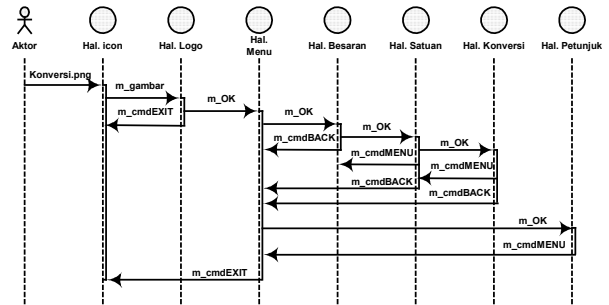 Aktor
Hal. icon
Hal. Logo
Hal.
Menu
Hal. Besaran
Hal. Satuan
Hal. Konversi
Hal. Petunjuk
Konversi.png
m_gambar
m_OK
m_cmdEXIT
m_OK
m_cmdBACK
m_OK
m_OK
m_cmdMENU
m_cmdMENU
m_cmdBACK
m_cmdBACK
m_OK
m_cmdMENU
m_cmdEXIT